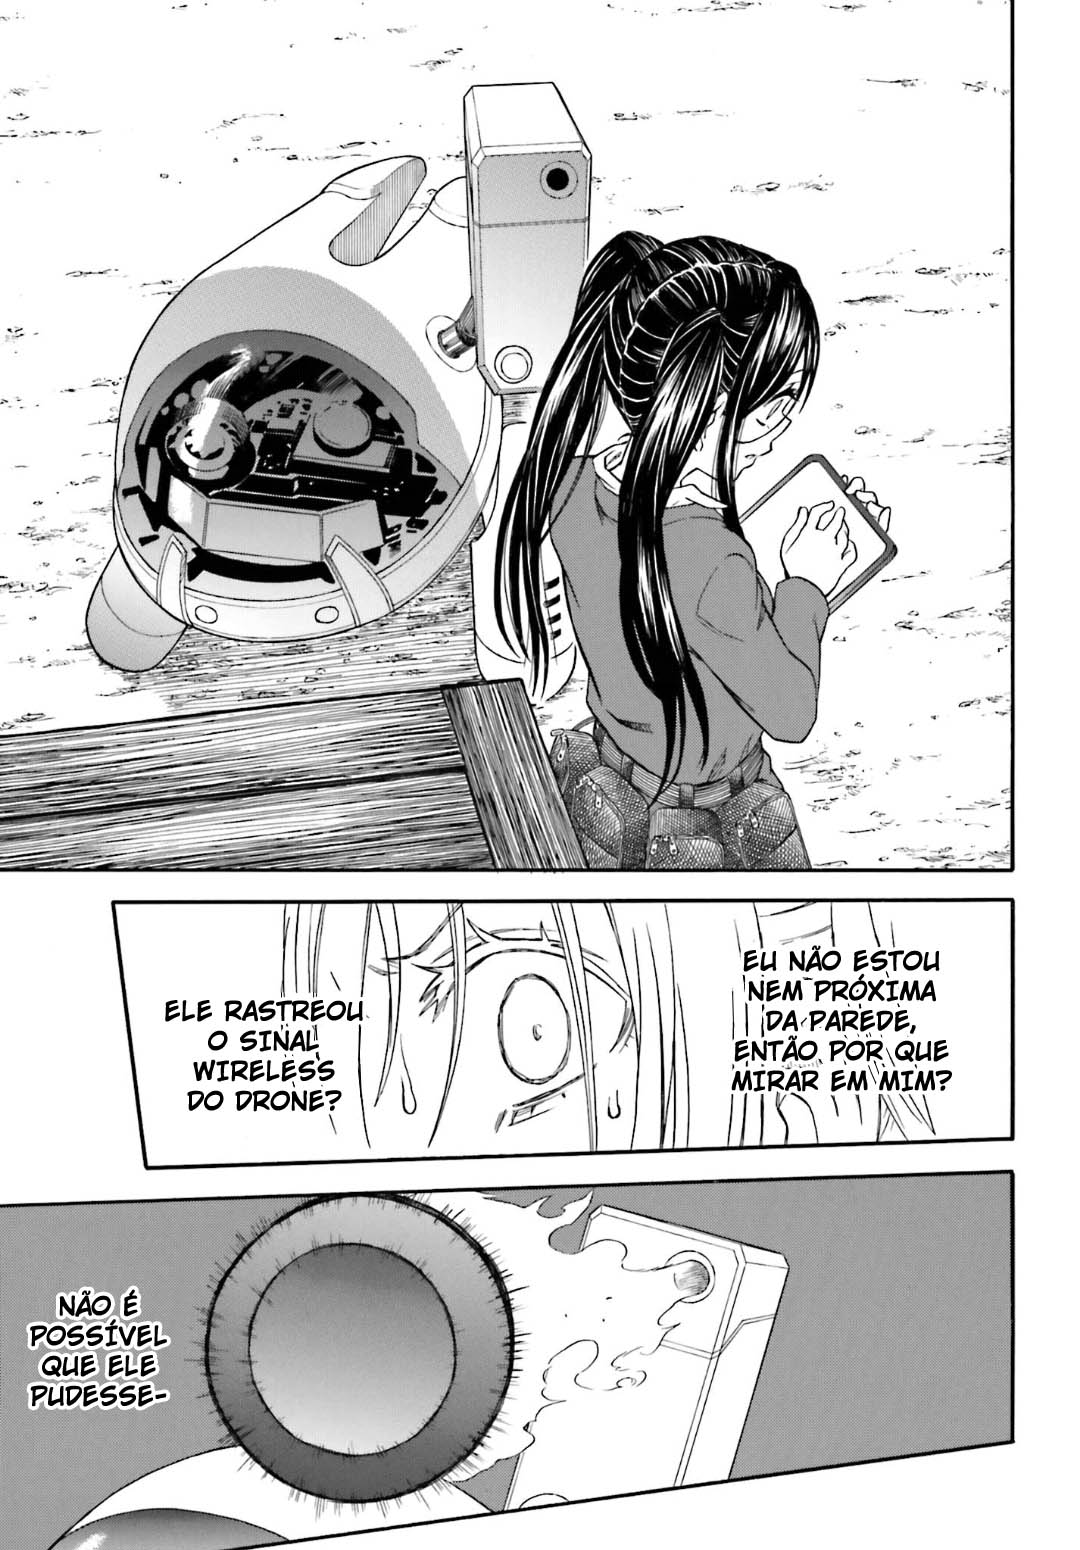 EU NÃO ESTOU
NEM PRÓXIMA
DA PAREDE,
ENTÃO POR QUE
MIRAR EM MIM?
ELE RASTREOU
O SINAL
WIRELESS
DO DRONE?
NÃO É
POSSÍVEL
QUE ELE
PUDESSE-